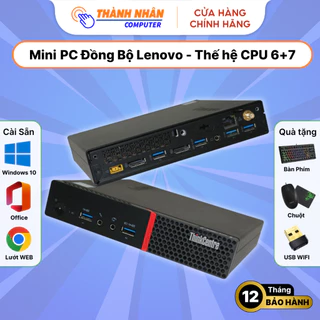 THÀNH NHÂN
COMPUTER
CỬA HÀNG
CHÍNH HÃNG
Mini PC Đồng Bộ Lenovo - Thế hệ CPU 6+7
Cài Sẵn
Windows 10
Office
Lướt WEB
Quà tặng
Bàn Phím
Chuột
USB WIFI
ThinkCentre
12
Tháng
BẢO HÀNH